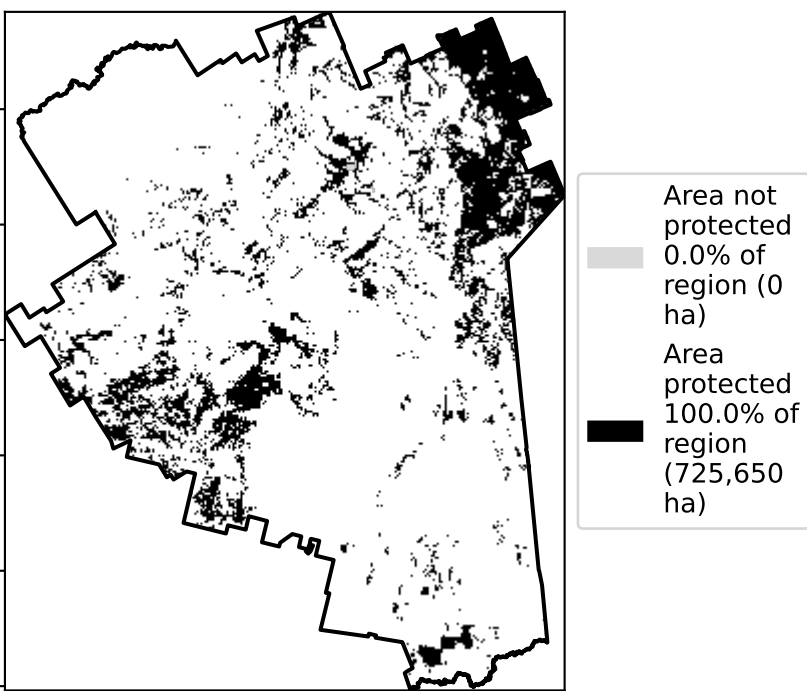 Area not
protected
0.0% of
region (0
ha)
Area
protected
100.0% of
region
(725,650
ha)